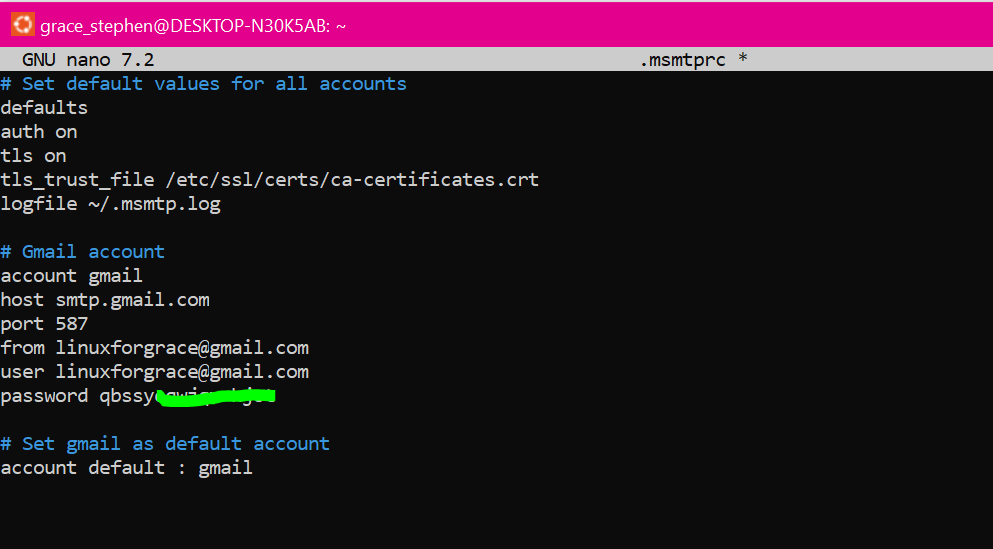 grace_stephen@DESKTOP-N30K5AB: ~
GNU nano 7.2 .msmtprc *
# Set default values for all accounts
defaults
auth on
tls on
tls_trust_file /etc/ssl/certs/ca-certificates.crt
logfile ~/.msmtp.log
# Gmail account
account gmail
host smtp.gmail.com
port 587
from linuxforgrace@gmail.com
user linuxforgrace@gmail.com
password
# Set gmail as default account
account default : gmail